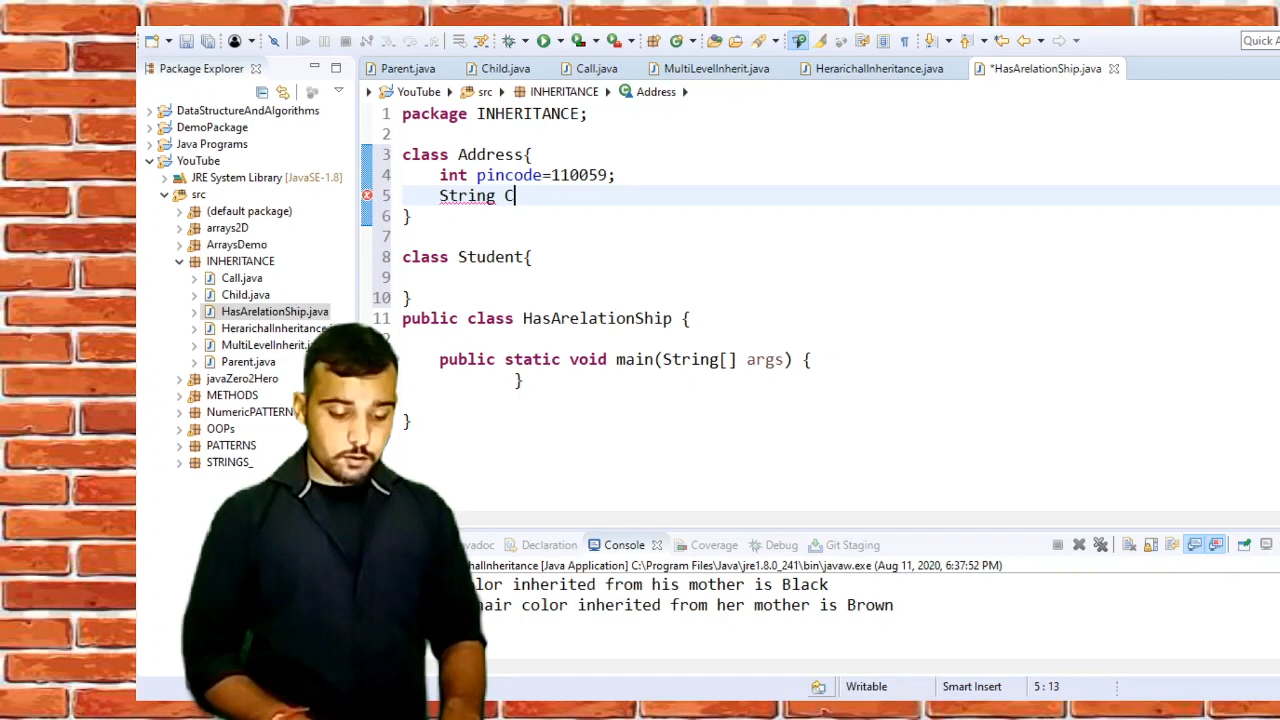 Quick A
Package Explorer
Parent.java
Child.java
Call.java
MultiLevelInherit.java
HerarichalInheritance.java
*HasArelationShip.java
YouTube
src
INHERITANCE
Address
DataStructureAndAlgorithms
DemoPackage
Java Programs
YouTube
JRE System Library [JavaSE-1.8]
src
(default package)
arrays2D
ArraysDemo
INHERITANCE
Call.java
Child.java
HasArelationShip.java
HerarichalInheritance.
MultiLevelInherit.j
Parent.java
javaZero2Hero
METHODS
NumericPATTERN
OOPs
PATTERNS
STRINGS_
1 package INHERITANCE;
2
3 class Address{
4 int pincode=110059;
5 String C
6 }
7
8 class Student{
9
10 }
11 public class HasArelationShip {
2
public static void main(String[] args) {
}
}
vadoc
Declaration
Console
Coverage
Debug
Git Staging
chalInheritance [Java Application] C:\Program Files\Java\jre1.8.0_241\bin\javaw.exe (Aug 11, 2020, 6:37:52 PM)
lor inherited from his mother is Black
hair color inherited from her mother is Brown
Writable
Smart Insert
5 : 13